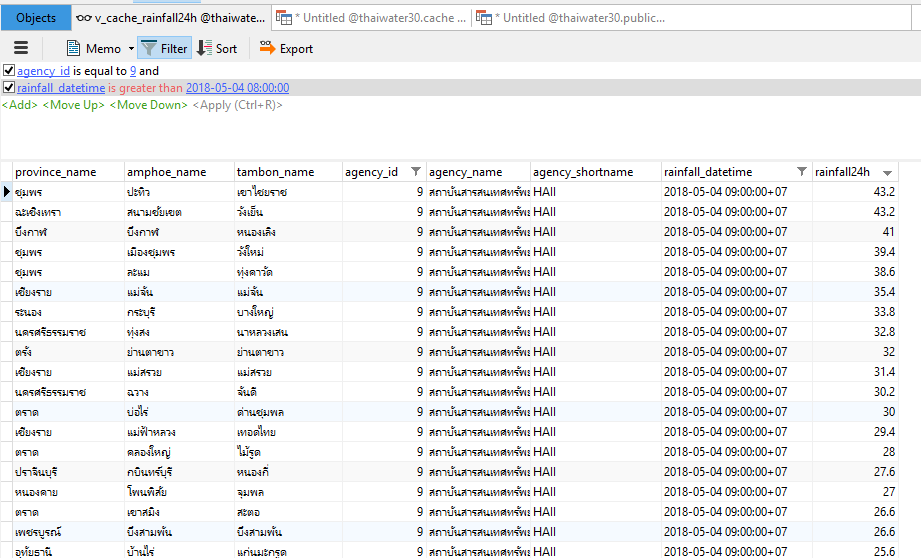 Objects v_cache_rainfall24h @thaiwate... * Untitled @thaiwater30.cache ... * Untitled @thaiwater30.public...
Memo Filter Sort Export
agency_id is equal to 9 and
rainfall_datetime is greater than 2018-05-04 08:00:00
<Add> <Move Up> <Move Down> <Apply (Ctrl+R)>
province_name amphoe_name tambon_name agency_id agency_name agency_shortname rainfall_datetime rainfall24h
ชุมพร ปะทิว เขาไชยราช 9 สถาบันสารสนเทศทรัพย HAII 2018-05-04 09:00:00+07 43.2
ฉะเชิงเทรา สนามชัยเขต วังเย็น 9 สถาบันสารสนเทศทรัพย HAII 2018-05-04 09:00:00+07 43.2
บึงกาฬ บึงกาฬ หนองเลิง 9 สถาบันสารสนเทศทรัพย HAII 2018-05-04 09:00:00+07 41
ชุมพร เมืองชุมพร วังใหม่ 9 สถาบันสารสนเทศทรัพย HAII 2018-05-04 09:00:00+07 39.4
ชุมพร ละแม ทุ่งคาวัด 9 สถาบันสารสนเทศทรัพย HAII 2018-05-04 09:00:00+07 38.6
เชียงราย แม่จัน แม่จัน 9 สถาบันสารสนเทศทรัพย HAII 2018-05-04 09:00:00+07 35.4
ระนอง กระบุรี บางใหญ่ 9 สถาบันสารสนเทศทรัพย HAII 2018-05-04 09:00:00+07 33.8
นครศรีธรรมราช ทุ่งสง นาหลวงเสน 9 สถาบันสารสนเทศทรัพย HAII 2018-05-04 09:00:00+07 32.8
ตรัง ย่านตาขาว ย่านตาขาว 9 สถาบันสารสนเทศทรัพย HAII 2018-05-04 09:00:00+07 32
เชียงราย แม่สรวย แม่สรวย 9 สถาบันสารสนเทศทรัพย HAII 2018-05-04 09:00:00+07 31.4
นครศรีธรรมราช ฉวาง จันดี 9 สถาบันสารสนเทศทรัพย HAII 2018-05-04 09:00:00+07 30.2
ตราด บ่อไร่ ด่านชุมพล 9 สถาบันสารสนเทศทรัพย HAII 2018-05-04 09:00:00+07 30
เชียงราย แม่ฟ้าหลวง เทอดไทย 9 สถาบันสารสนเทศทรัพย HAII 2018-05-04 09:00:00+07 29.4
ตราด คลองใหญ่ ไม้รูด 9 สถาบันสารสนเทศทรัพย HAII 2018-05-04 09:00:00+07 28
ปราจีนบุรี กบินทร์บุรี หนองกี่ 9 สถาบันสารสนเทศทรัพย HAII 2018-05-04 09:00:00+07 27.6
หนองคาย โพนพิสัย จุมพล 9 สถาบันสารสนเทศทรัพย HAII 2018-05-04 09:00:00+07 27
ตราด เขาสมิง สะตอ 9 สถาบันสารสนเทศทรัพย HAII 2018-05-04 09:00:00+07 26.6
เพชรบูรณ์ บึงสามพัน บึงสามพัน 9 สถาบันสารสนเทศทรัพย HAII 2018-05-04 09:00:00+07 26.6
อุทัยธานี บ้านไร่ แก่นมะกรูด 9 สถาบันสารสนเทศทรัพย HAII 2018-05-04 09:00:00+07 25.6